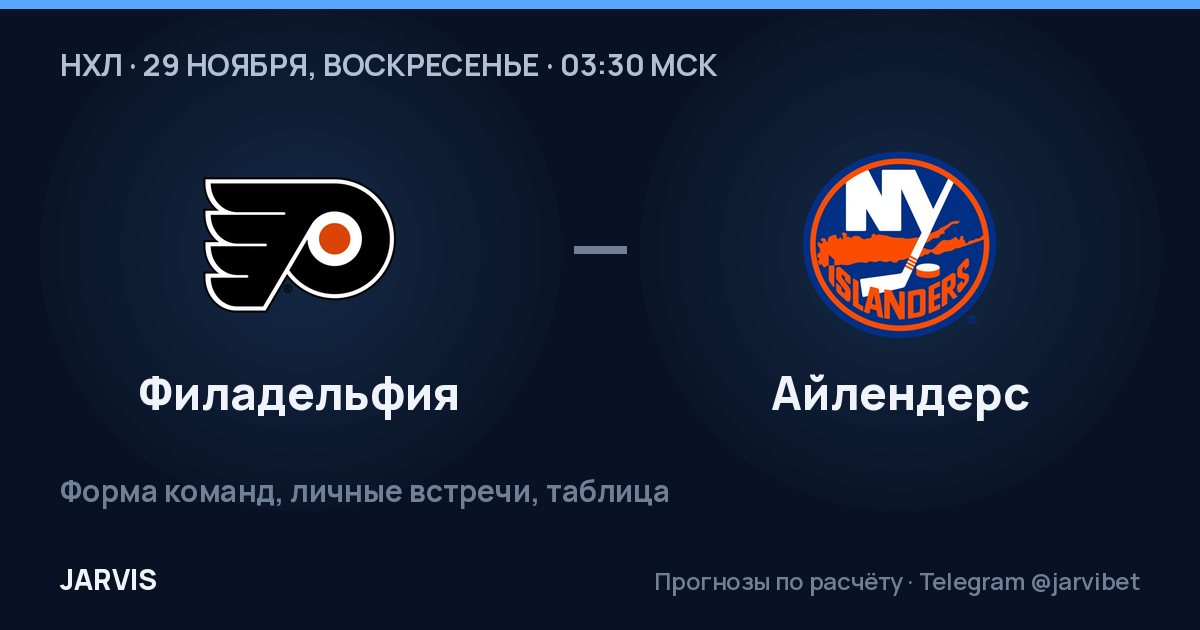 НХЛ · 29 НОЯБРЯ, ВОСКРЕСЕНЬЕ · 03:30 МСК
NY
ISLANDERS
®
®
—
Филадельфия
Айлендерс
Форма команд, личные встречи, таблица
JARVIS
Прогнозы по расчёту · Telegram @jarvibet